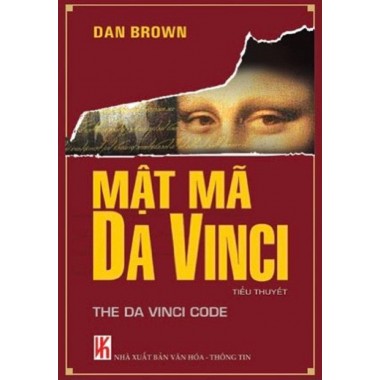 DAN BROWN
MẬT MÃ
DA VINCI
TIỂU THUYẾT
THE DA VINCI CODE
NHÀ XUẤT BẢN VĂN HÓA - THÔNG TIN